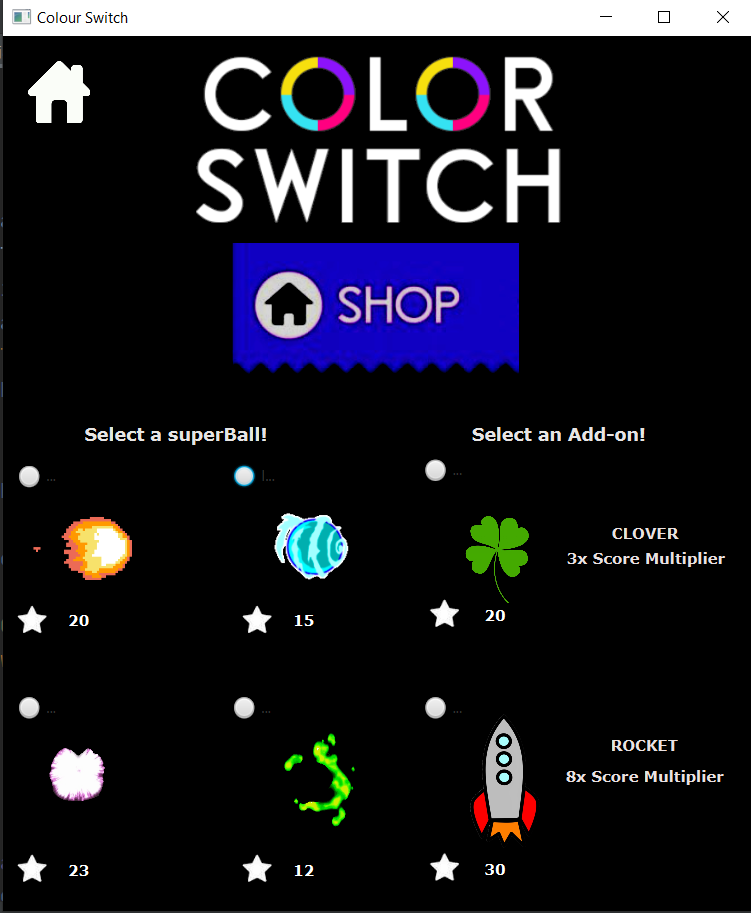 Colour Switch
COLOR
SWITCH
SHOP
Select a superBall!
Select an Add-on!
...
...
...
CLOVER
3x Score Multiplier
20
15
20
...
...
...
ROCKET
8x Score Multiplier
23
12
30